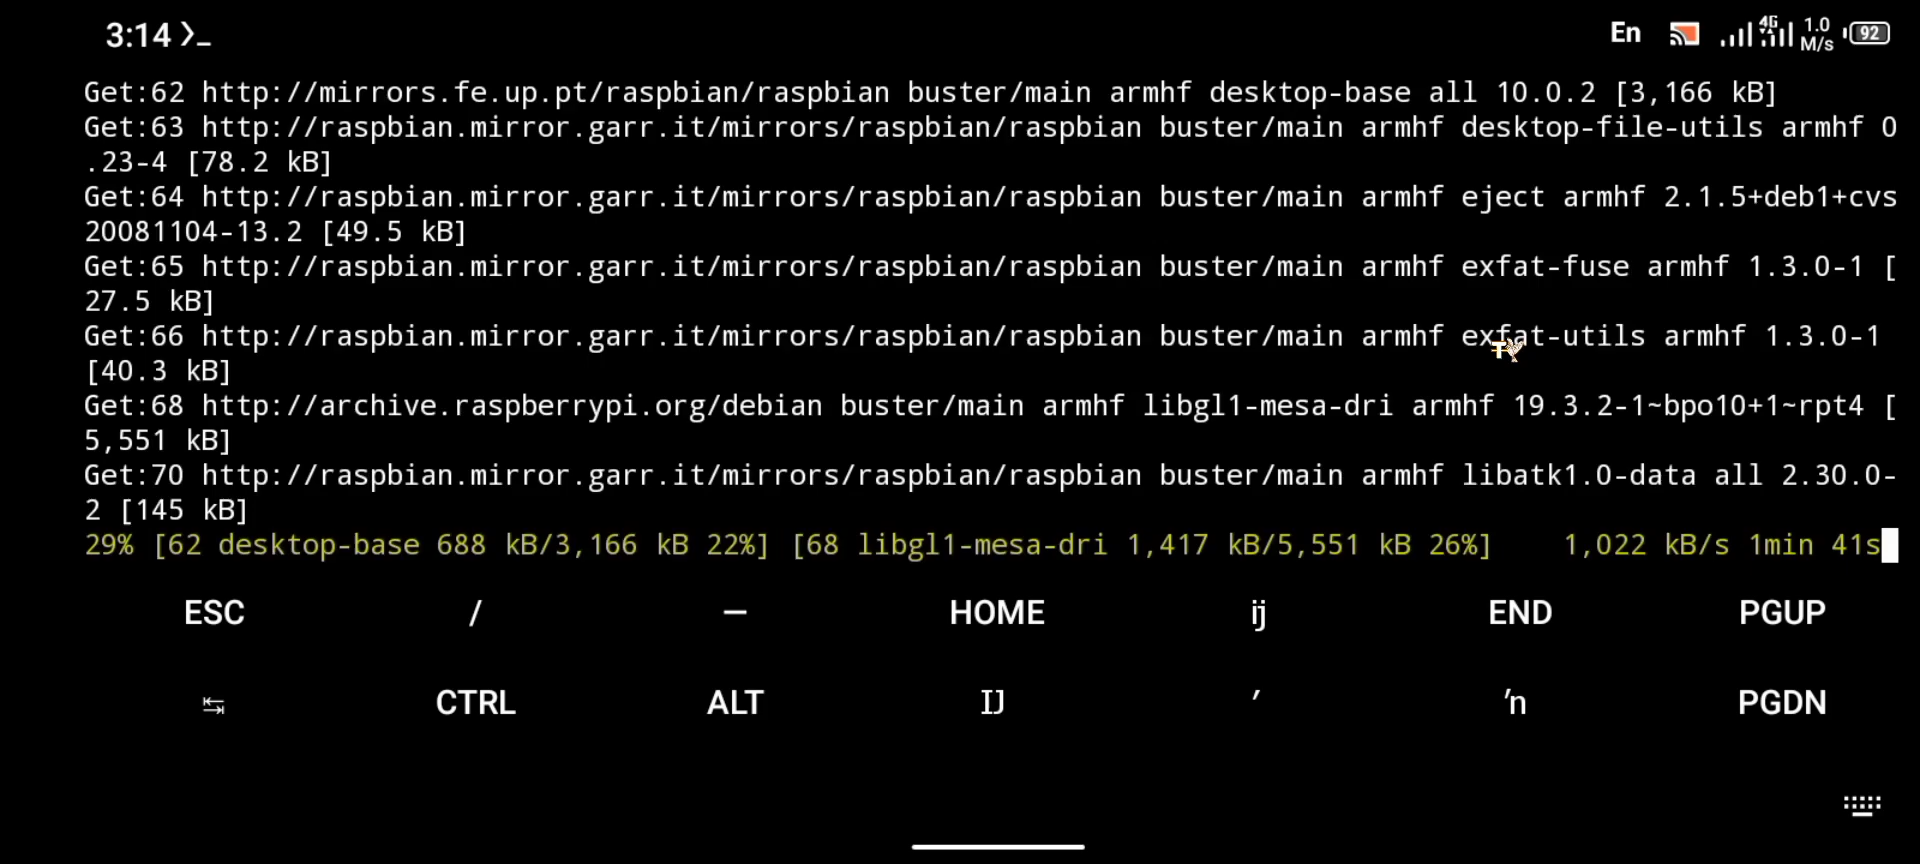 3:14
En 4G 1.0 M/s 92
Get:62 http://mirrors.fe.up.pt/raspbian/raspbian buster/main armhf desktop-base all 10.0.2 [3,166 kB]
Get:63 http://raspbian.mirror.garr.it/mirrors/raspbian/raspbian buster/main armhf desktop-file-utils armhf 0
.23-4 [78.2 kB]
Get:64 http://raspbian.mirror.garr.it/mirrors/raspbian/raspbian buster/main armhf eject armhf 2.1.5+deb1+cvs
20081104-13.2 [49.5 kB]
Get:65 http://raspbian.mirror.garr.it/mirrors/raspbian/raspbian buster/main armhf exfat-fuse armhf 1.3.0-1 [
27.5 kB]
Get:66 http://raspbian.mirror.garr.it/mirrors/raspbian/raspbian buster/main armhf exfat-utils armhf 1.3.0-1
[40.3 kB]
Get:68 http://archive.raspberrypi.org/debian buster/main armhf libgl1-mesa-dri armhf 19.3.2-1~bpo10+1~rpt4 [
5,551 kB]
Get:70 http://raspbian.mirror.garr.it/mirrors/raspbian/raspbian buster/main armhf libatk1.0-data all 2.30.0-
2 [145 kB]
29% [62 desktop-base 688 kB/3,166 kB 22%] [68 libgl1-mesa-dri 1,417 kB/5,551 kB 26%] 1,022 kB/s 1min 41s
ESC / — HOME ĳ END PGUP
↹ CTRL ALT Ĳ ′ ŉ PGDN